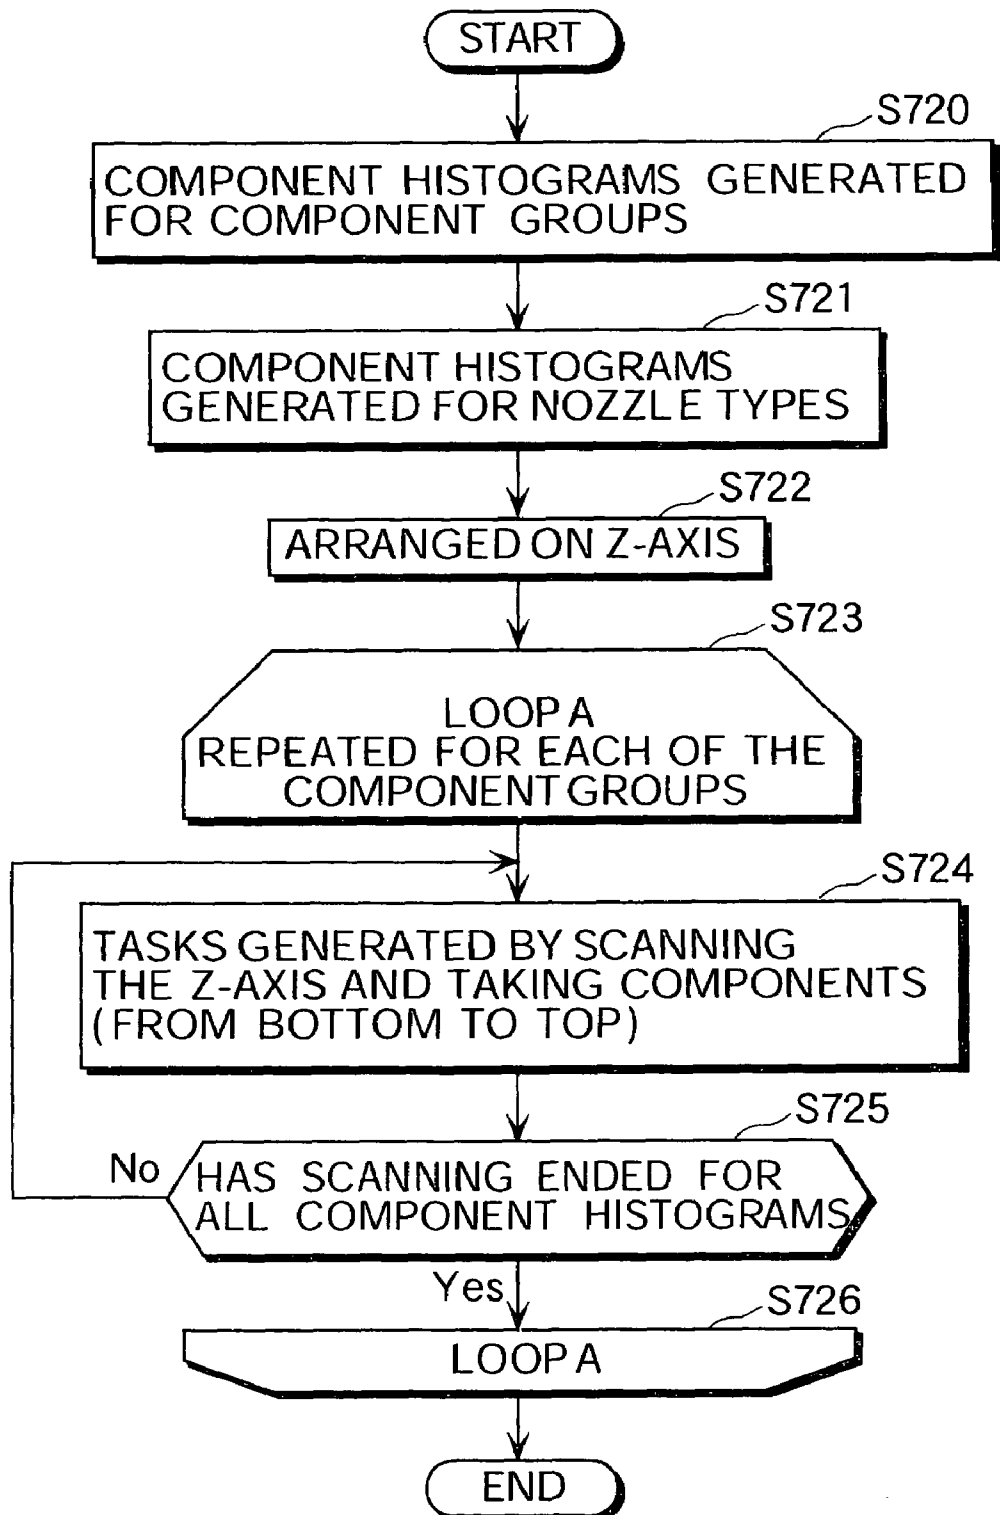 START
S720
COMPONENT HISTOGRAMS GENERATED
FOR COMPONENT GROUPS
S721
COMPONENT HISTOGRAMS
GENERATED FOR NOZZLE TYPES
S722
ARRANGED ON Z-AXIS
S723
LOOP A
REPEATED FOR EACH OF THE
COMPONENT GROUPS
S724
TASKS GENERATED BY SCANNING
THE Z-AXIS AND TAKING COMPONENTS
(FROM BOTTOM TO TOP)
S725
No
HAS SCANNING ENDED FOR
ALL COMPONENT HISTOGRAMS
Yes
S726
LOOP A
END